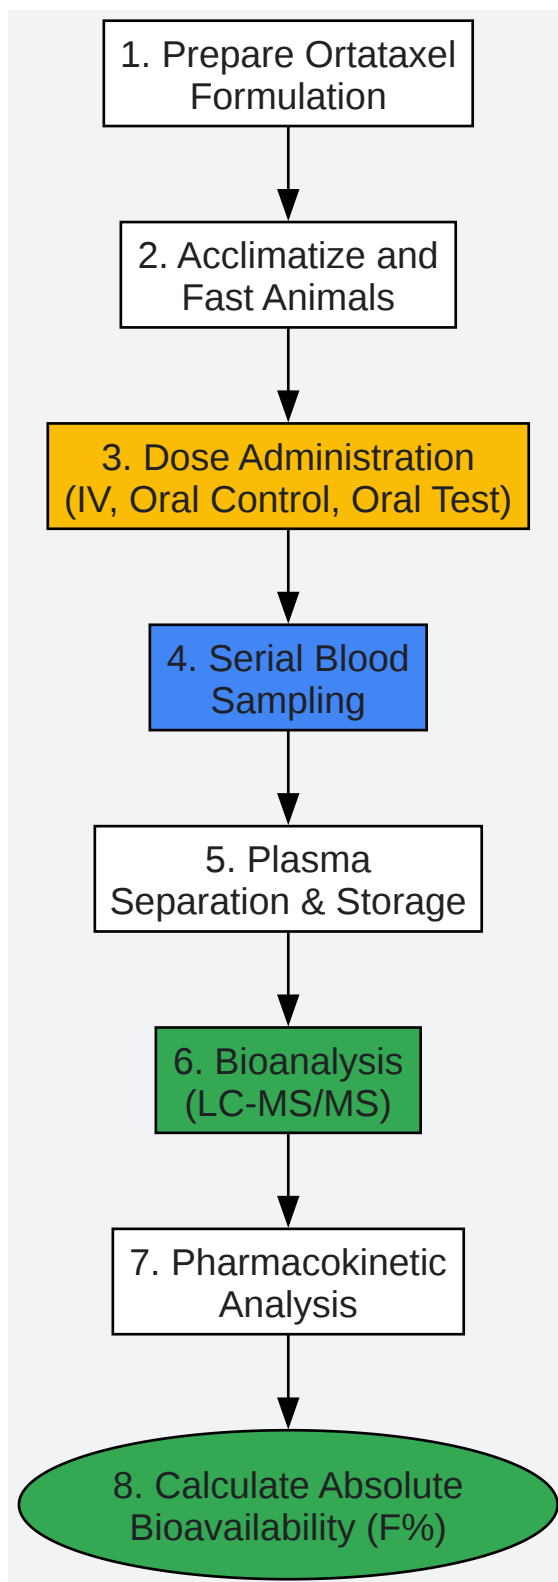 1. Prepare Ortataxel
Formulation
2. Acclimatize and
Fast Animals
3. Dose Administration
(IV, Oral Control, Oral Test)
4. Serial Blood
Sampling
5. Plasma
Separation & Storage
6. Bioanalysis
(LC-MS/MS)
7. Pharmacokinetic
Analysis
8. Calculate Absolute
Bioavailability (F%)